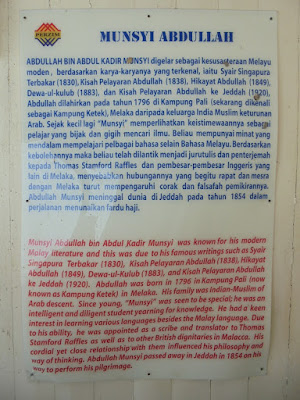 PERZIM
MUNSYI ABDULLAH
ABDULLAH BIN ABDUL KADIR MUNSYI digelar sebagai kesusasteraan Melayu
moden, berdasarkan karya-karyanya yang terkenal, iaitu Syair Singapura
Terbakar (1830), Kisah Pelayaran Abdullah (1838), Hikayat Abdullah (1849),
Dewa-ul-kulub (1883), dan Kisah Pelayaran Abdullah ke Jeddah (1920).
Abdullah dilahirkan pada tahun 1796 di Kampung Pali (sekarang dikenali
sebagai Kampung Ketek), Melaka daripada keluarga India Muslim keturunan
Arab. Sejak kecil lagi "Munsyi" memperlihatkan keistimewaannya sebagai
pelajar yang bijak dan gigih mencari ilmu. Beliau mempunyai minat yang
mendalam mempelajari pelbagai bahasa selain Bahasa Melayu. Berdasarkan
kebolehannya maka beliau telah dilantik menjadi jurutulis dan penterjemah
kepada Thomas Stamford Raffles dan pembesar-pembesar Inggeris yang
lain di Melaka, menyebabkan hubungannya yang begitu rapat dan mesra
dengan Melaka turut mempengaruhi corak dan falsafah pemikirannya.
Abdullah Munsyi meninggal dunia di Jeddah pada tahun 1854 dalam
perjalanan menunaikan fardu haji.
Munsyi Abdullah bin Abdul Kadir Munsyi was known for his modern
Malay literature and this was due to his famous writings such as Syair
Singapura Terbakar (1830), Kisah Pelayaran Abdullah (1838), Hikayat
Abdullah (1849), Dewa-ul-Kulub (1883), and Kisah Pelayaran Abdullah
ke Jeddah (1920). Abdullah was born in 1796 in Kampung Pali (now
known as Kampung Ketek) in Melaka. His family was Indian-Muslim of
Arab descent. Since young, "Munsyi" was seen to be special; he was an
intelligent and diligent student yearning for knowledge. He had a keen
interest in learning various languages besides the Malay language. Due
to his ability, he was appointed as a scribe and translator to Thomas
Stamford Raffles as well as to other British dignitaries in Malacca. His
cordial yet close relationship with them influenced his philosophy and
way of thinking. Abdullah Munsyi passed away in Jeddah in 1854 on his
way to perform his pilgrimage.